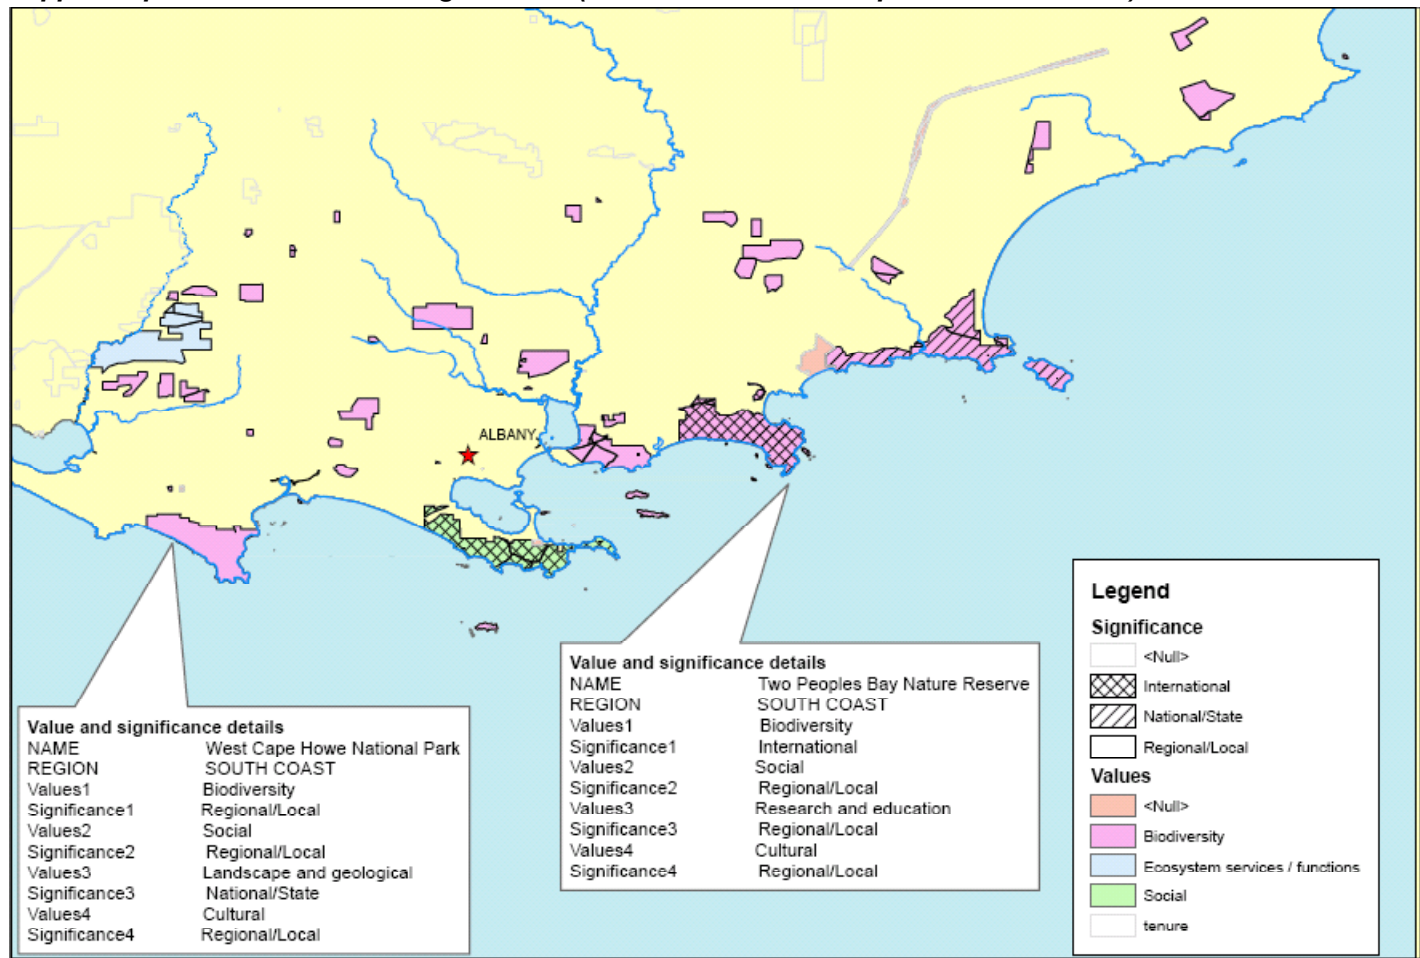 ALBANY
Value and significance details
NAME West Cape Howe National Park
REGION SOUTH COAST
Values1 Biodiversity
Significance1 Regional/Local
Values2 Social
Significance2 Regional/Local
Values3 Landscape and geological
Significance3 National/State
Values4 Cultural
Significance4 Regional/Local
Value and significance details
NAME Two Peoples Bay Nature Reserve
REGION SOUTH COAST
Values1 Biodiversity
Significance1 International
Values2 Social
Significance2 Regional/Local
Values3 Research and education
Significance3 Regional/Local
Values4 Cultural
Significance4 Regional/Local
Legend
Significance
<Null>
International
National/State
Regional/Local
Values
<Null>
Biodiversity
Ecosystem services / functions
Social
tenure